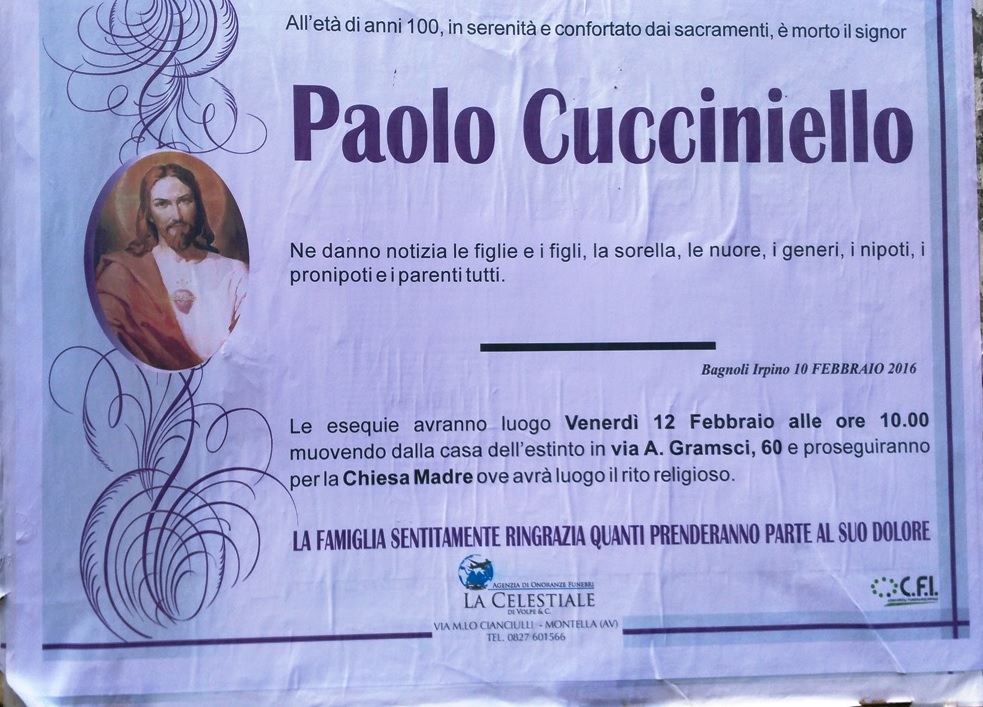 All'età di anni 100, in serenità e confortato dai sacramenti, è morto il signor
Paolo Cucciniello
Ne danno notizia le figlie e i figli, la sorella, le nuore, i generi, i nipoti, i
pronipoti e i parenti tutti.
Bagnoli Irpino 10 FEBBRAIO 2016
Le esequie avranno luogo Venerdì 12 Febbraio alle ore 10.00
muovendo dalla casa dell'estinto in via A. Gramsci, 60 e proseguiranno
per la Chiesa Madre ove avrà luogo il rito religioso.
LA FAMIGLIA SENTITAMENTE RINGRAZIA QUANTI PRENDERANNO PARTE AL SUO DOLORE
AGENZIA DI ONORANZE FUNEBRI
LA CELESTIALE
DI VOLPE & C.
VIA M.LO CIANCIULLI - MONTELLA (AV)
TEL. 0827 601566
C.F.I.